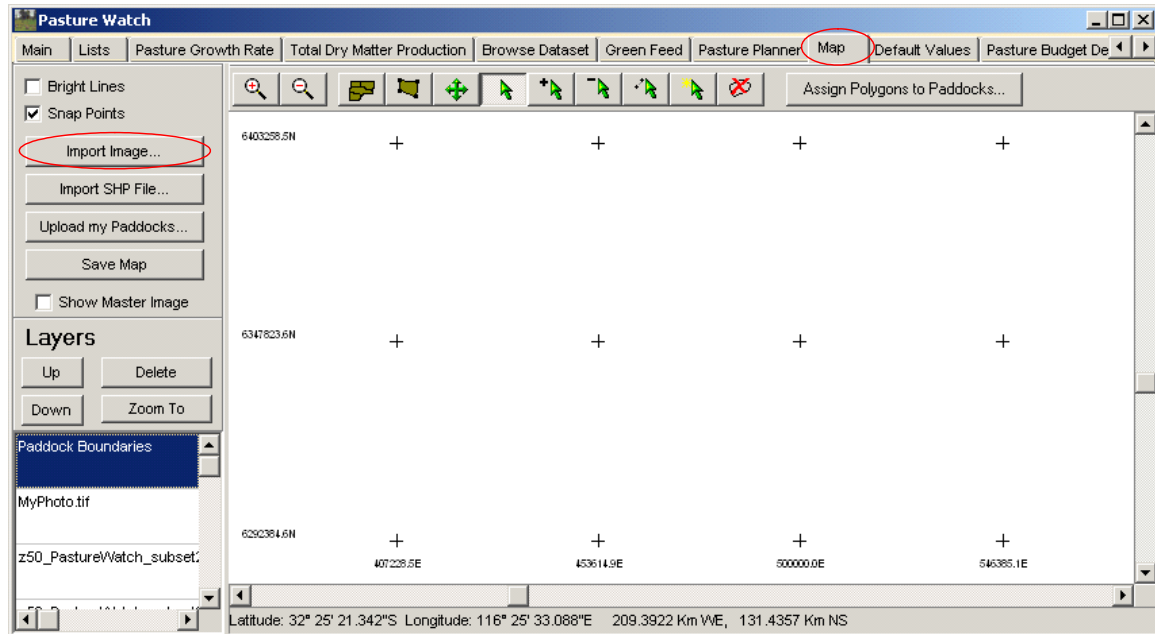 Pasture Watch
Main Lists Pasture Growth Rate Total Dry Matter Production Browse Dataset Green Feed Pasture Planner Map Default Values Pasture Budget De
Bright Lines
Snap Points
Import Image...
Import SHP File...
Upload my Paddocks...
Save Map
Show Master Image
Layers
Up Delete
Down Zoom To
Paddock Boundaries
MyPhoto.tif
z50_PastureWatch_subset2
Assign Polygons to Paddocks...
6403258.5N
6347823.6N
6292384.6N
407228.5E 453614.9E 500000.0E 546385.1E
Latitude: 32° 25' 21.342"S Longitude: 116° 25' 33.088"E 209.3922 Km WE, 131.4357 Km NS